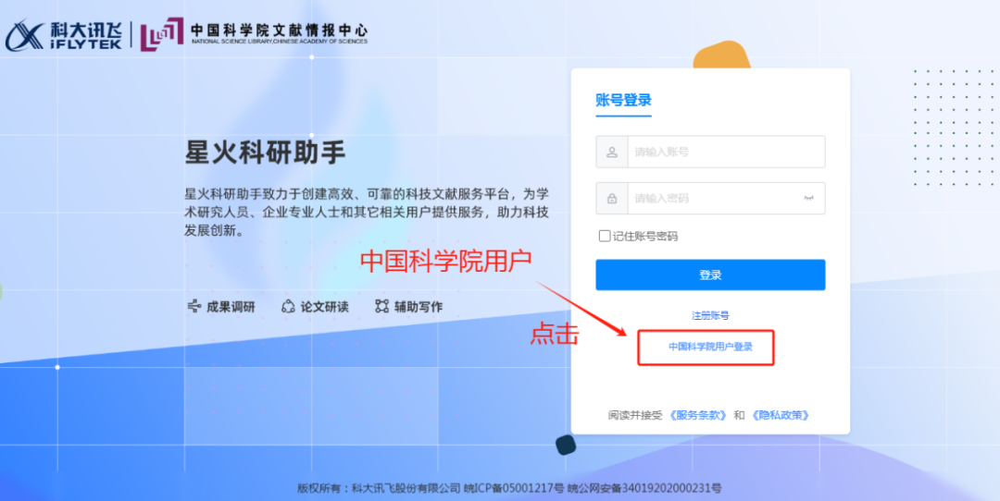 科大讯飞
iFLYTEK
中国科学院文献情报中心
NATIONAL SCIENCE LIBRARY,CHINESE ACADEMY OF SCIENCES
星火科研助手
星火科研助手致力于创建高效、可靠的科技文献服务平台，为学
术研究人员、企业专业人士和其它相关用户提供服务，助力科技
发展创新。
成果调研 论文研读 辅助写作
账号登录
请输入账号
请输入密码
记住账号密码
登录
注册账号
中国科学院用户
点击
中国科学院用户登录
阅读并接受 《服务条款》 和 《隐私政策》
版权所有：科大讯飞股份有限公司 皖ICP备05001217号 皖公网安备34019202000231号